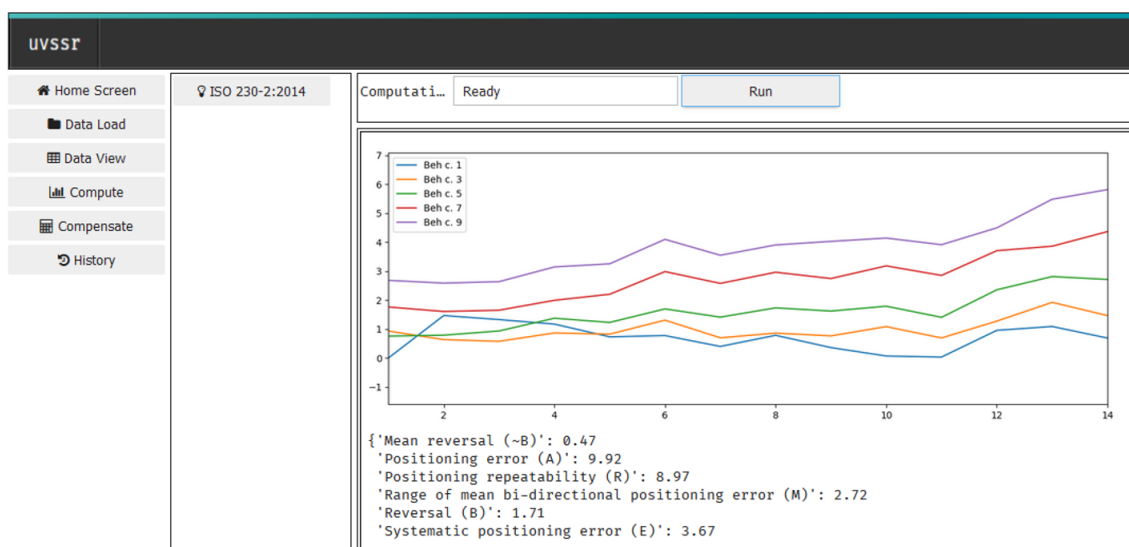 uvssr
Home Screen
Data Load
Data View
Compute
Compensate
History
ISO 230-2:2014
Computati… Ready Run
7
6
5
4
3
2
1
0
−1
Beh c. 1
Beh c. 3
Beh c. 5
Beh c. 7
Beh c. 9
2 4 6 8 10 12 14
{'Mean reversal (~B)': 0.47
'Positioning error (A)': 9.92
'Positioning repeatability (R)': 8.97
'Range of mean bi-directional positioning error (M)': 2.72
'Reversal (B)': 1.71
'Systematic positioning error (E)': 3.67